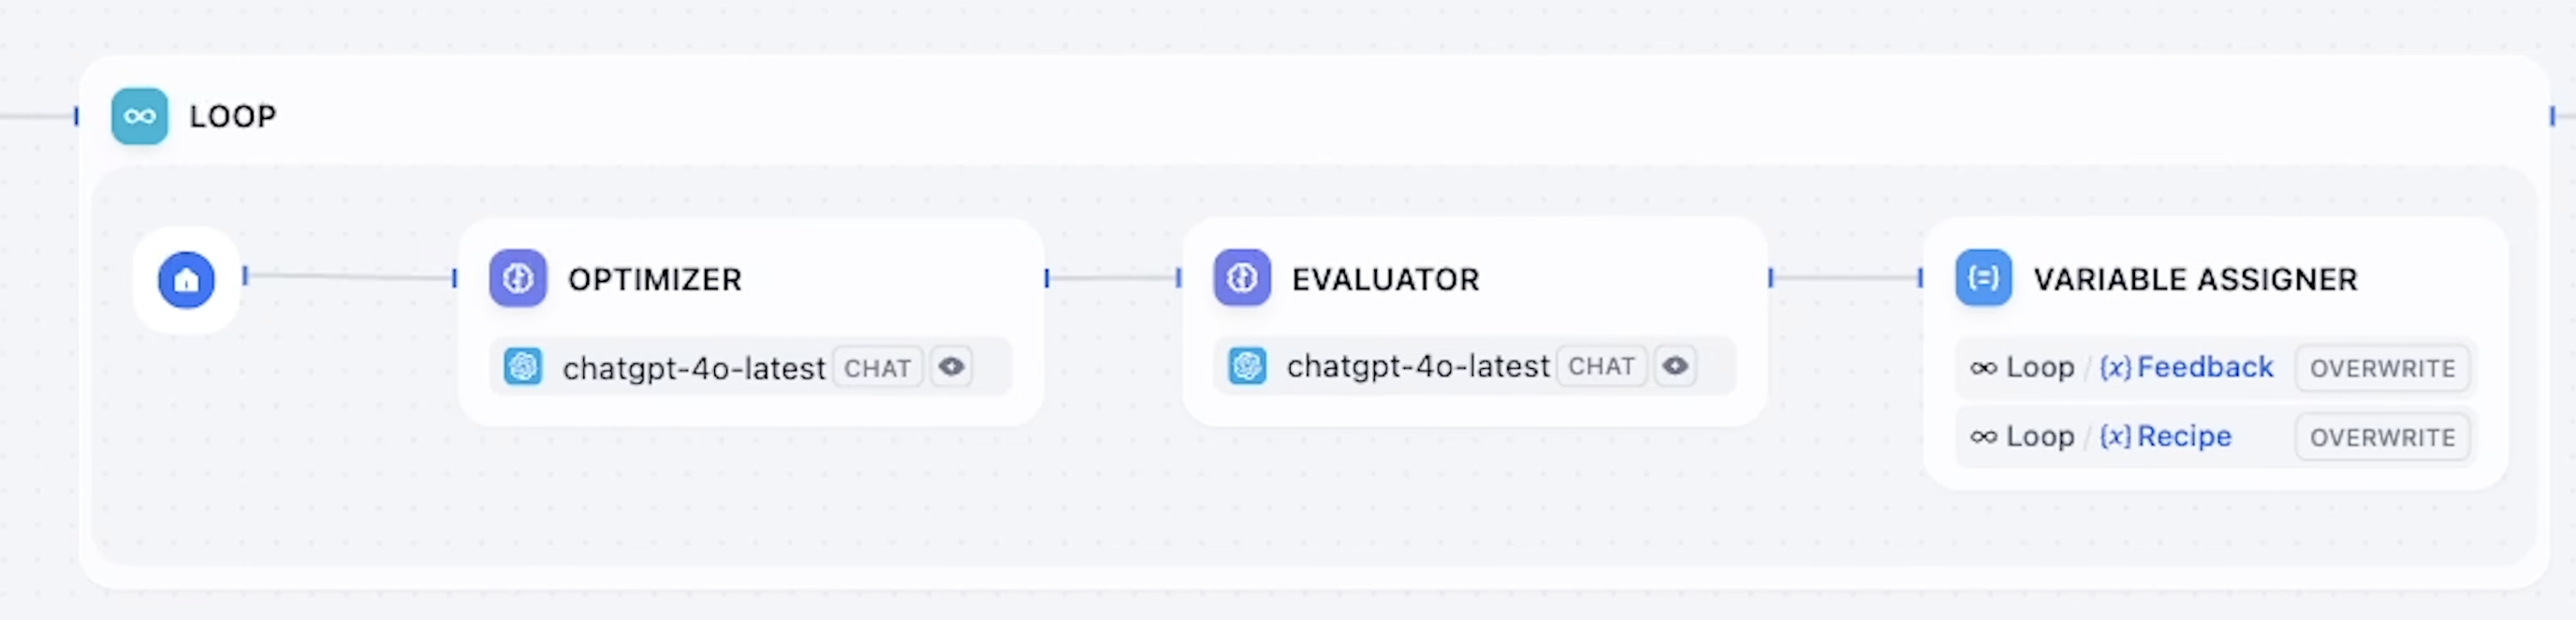 LOOP
OPTIMIZER
chatgpt-4o-latest CHAT
EVALUATOR
chatgpt-4o-latest CHAT
VARIABLE ASSIGNER
Loop / {x} Feedback OVERWRITE
Loop / {x} Recipe OVERWRITE